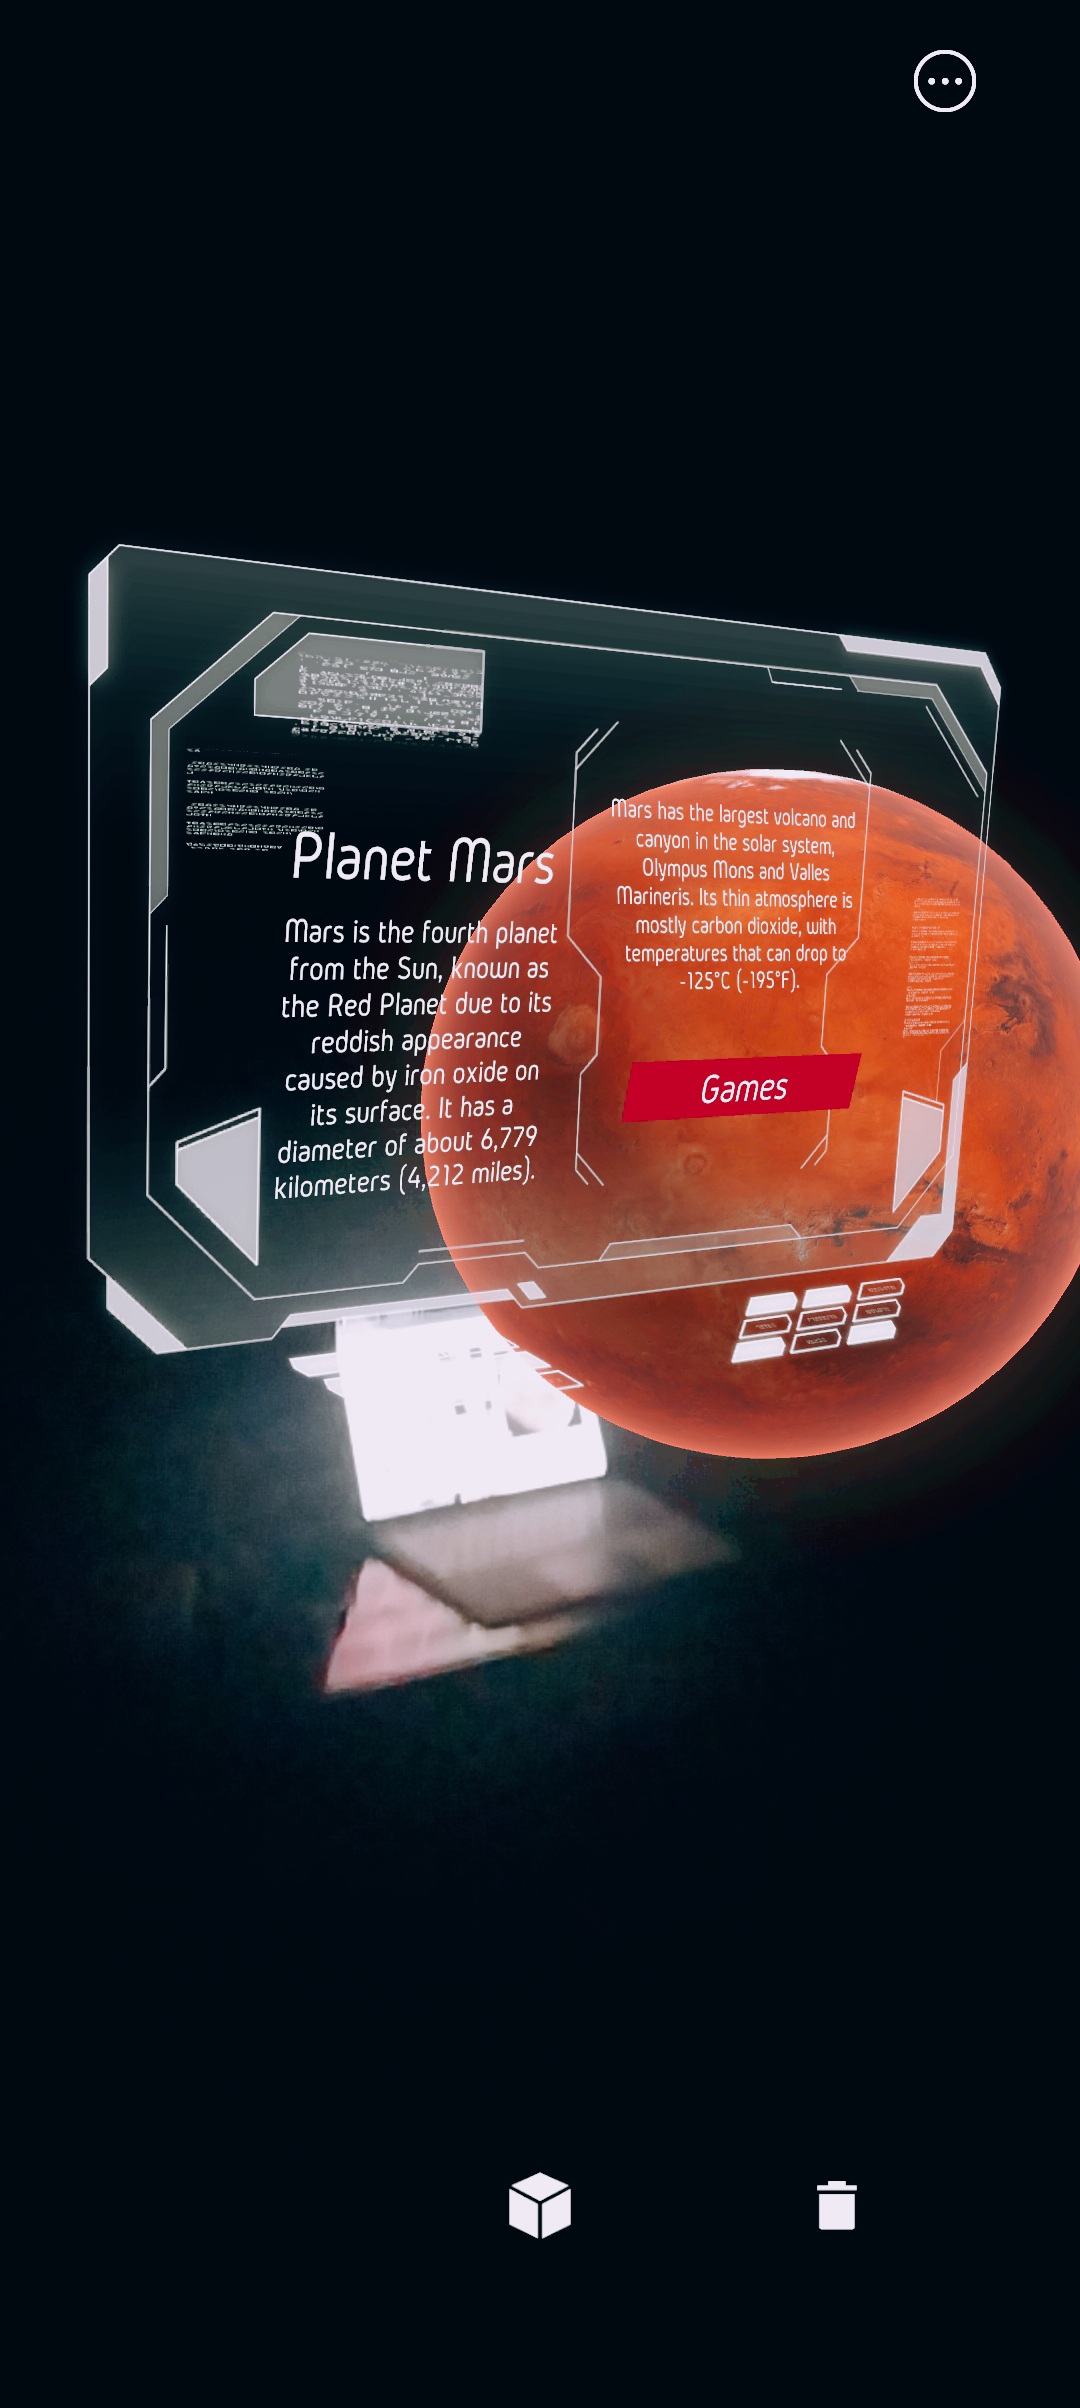 Planet Mars
Mars is the fourth planet
from the Sun, known as
the Red Planet due to its
reddish appearance
caused by iron oxide on
its surface. It has a
diameter of about 6,779
kilometers (4,212 miles).
Mars has the largest volcano and
canyon in the solar system,
Olympus Mons and Valles
Marineris. Its thin atmosphere is
mostly carbon dioxide, with
temperatures that can drop to
-125°C (-195°F).
Games